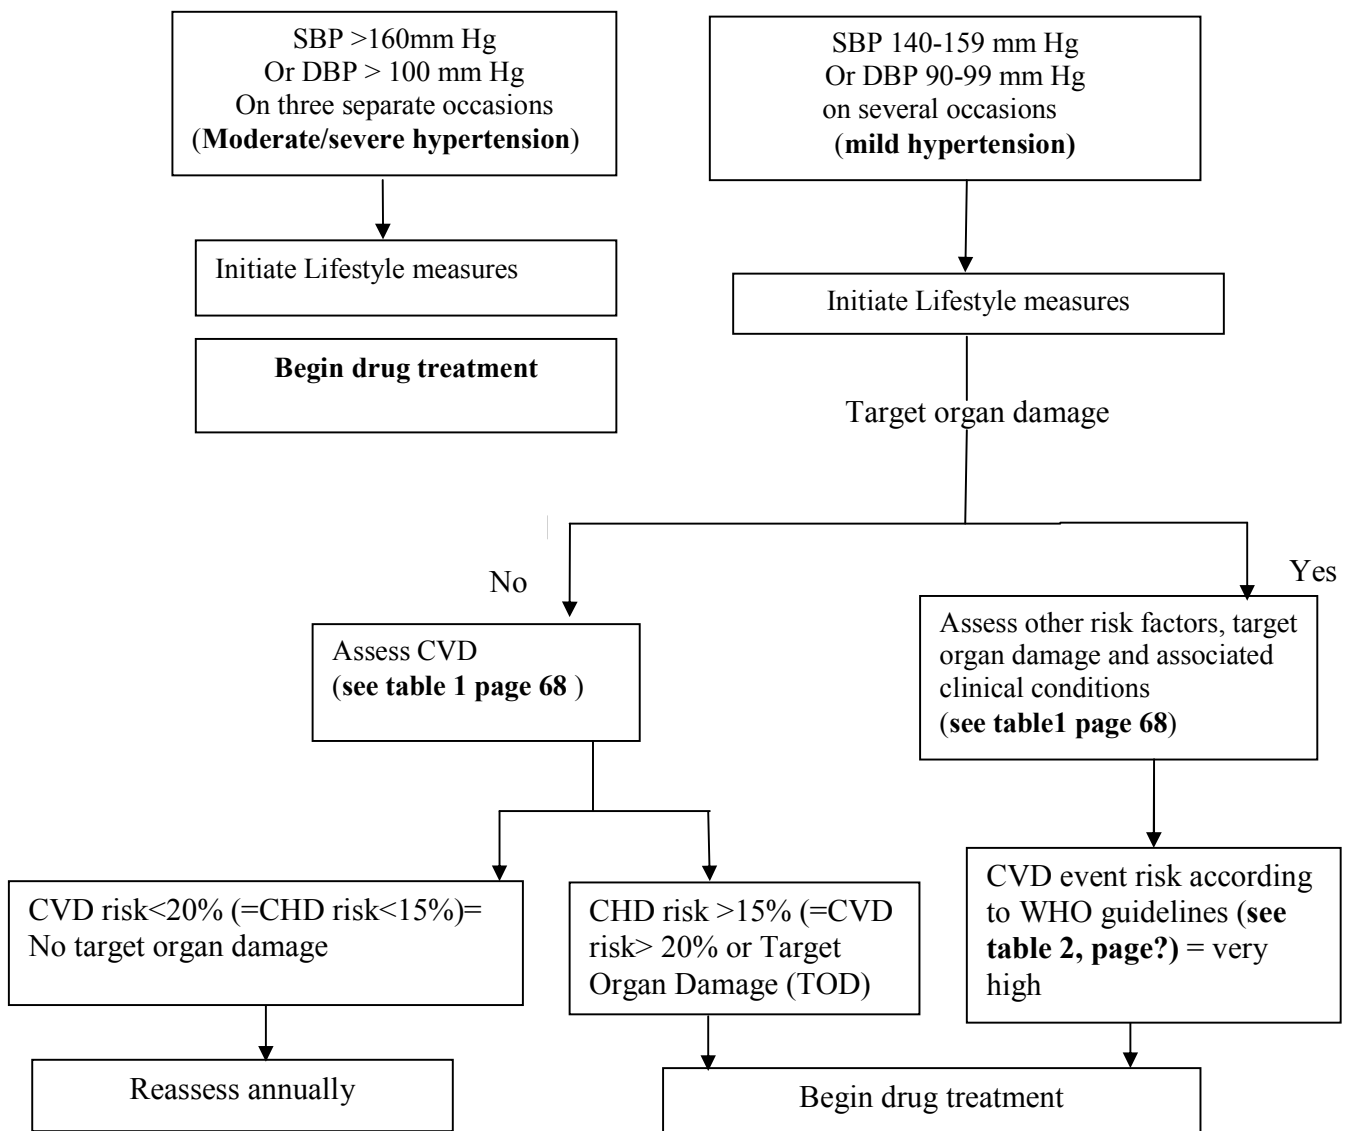 SBP >160mm Hg
Or DBP > 100 mm Hg
On three separate occasions
(Moderate/severe hypertension)
SBP 140-159 mm Hg
Or DBP 90-99 mm Hg
on several occasions
(mild hypertension)
Initiate Lifestyle measures
Begin drug treatment
Initiate Lifestyle measures
Target organ damage
No
Yes
Assess CVD
(see table 1 page 68 )
Assess other risk factors, target
organ damage and associated
clinical conditions
(see table1 page 68)
CVD risk<20% (=CHD risk<15%)=
No target organ damage
CHD risk >15% (=CVD
risk> 20% or Target
Organ Damage (TOD)
CVD event risk according
to WHO guidelines (see
table 2, page?) = very
high
Reassess annually
Begin drug treatment